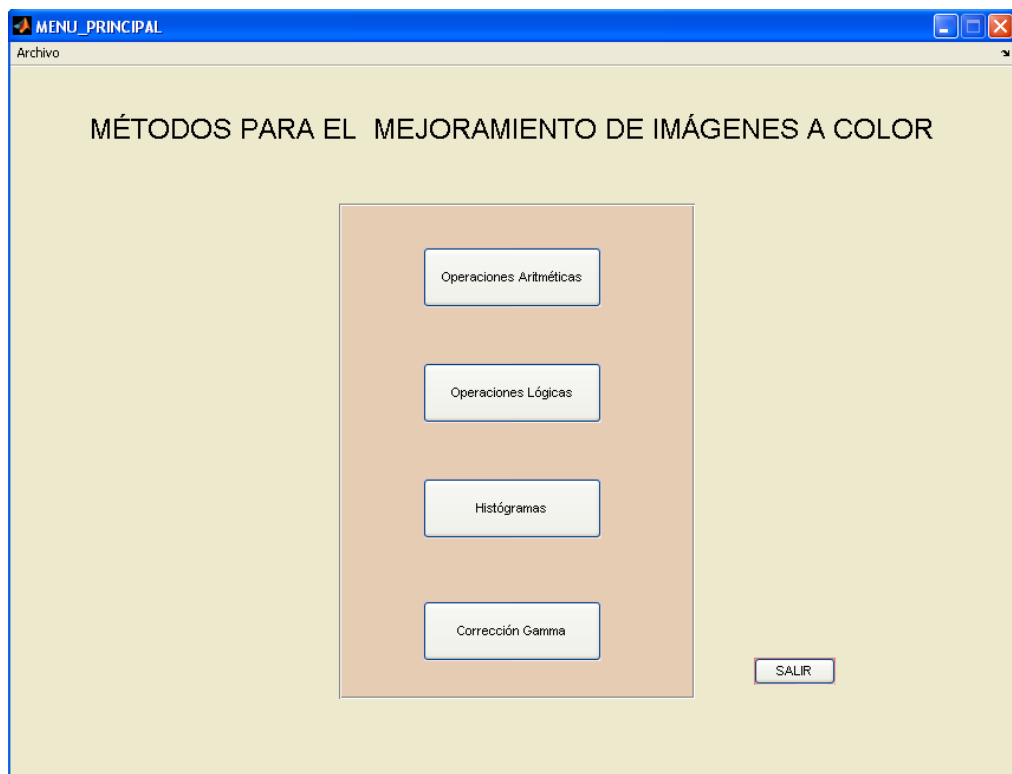 MENU_PRINCIPAL
Archivo
MÉTODOS PARA EL MEJORAMIENTO DE IMÁGENES A COLOR
Operaciones Aritméticas
Operaciones Lógicas
Histógramas
Corrección Gamma
SALIR